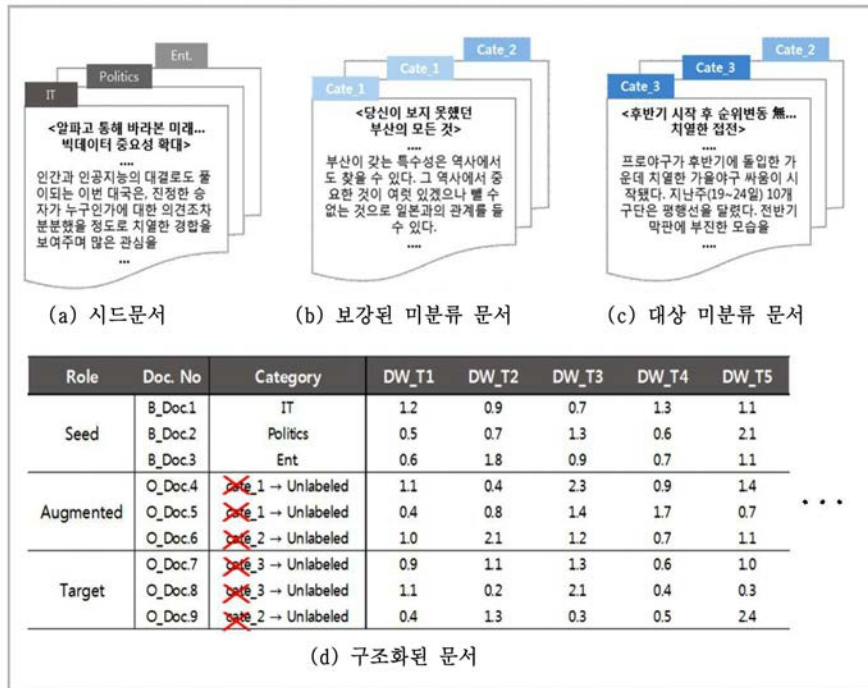 Ent.
Politics
IT
<알파고 통해 바라본 미래...
빅데이터 중요성 확대>
....
인간과 인공지능의 대결로도 풀
이되는 이번 대국은, 진정한 승
자가 누구인가에 대한 의견조차
분분했을 정도로 치열한 경합을
보여주며 많은 관심을
...
(a) 시드문서
Cate_2
Cate_1
Cate_1
<당신이 보지 못했던
부산의 모든 것>
....
부산이 갖는 특수성은 역사에서
도 찾을 수 있다. 그 역사에서 중
요한 것이 여럿 있겠으나 뺄 수
없는 것으로 일본과의 관계를 들
수 있다.
....
(b) 보강된 미분류 문서
Cate_2
Cate_3
Cate_3
<후반기 시작 후 순위변동 無...
치열한 접전>
....
프로야구가 후반기에 돌입한 가
운데 치열한 가을야구 싸움이 시
작됐다. 지난주(19~24일) 10개
구단은 평행선을 달렸다. 전반기
막판에 부진한 모습을
....
(c) 대상 미분류 문서
Role Doc. No Category DW_T1 DW_T2 DW_T3 DW_T4 DW_T5
Seed
B_Doc.1 IT 1.2 0.9 0.7 1.3 1.1
B_Doc.2 Politics 0.5 0.7 1.3 0.6 2.1
B_Doc.3 Ent 0.6 1.8 0.9 0.7 1.1
Augmented
O_Doc.4 cate_1 → Unlabeled 1.1 0.4 2.3 0.9 1.4
O_Doc.5 cate_1 → Unlabeled 0.4 0.8 1.4 1.7 0.7
O_Doc.6 cate_2 → Unlabeled 1.0 2.1 1.2 0.7 1.1
Target
O_Doc.7 cate_3 → Unlabeled 0.9 1.1 1.3 0.6 1.0
O_Doc.8 cate_3 → Unlabeled 1.1 0.2 2.1 0.4 0.3
O_Doc.9 cate_2 → Unlabeled 0.4 1.3 0.3 0.5 2.4
...
(d) 구조화된 문서